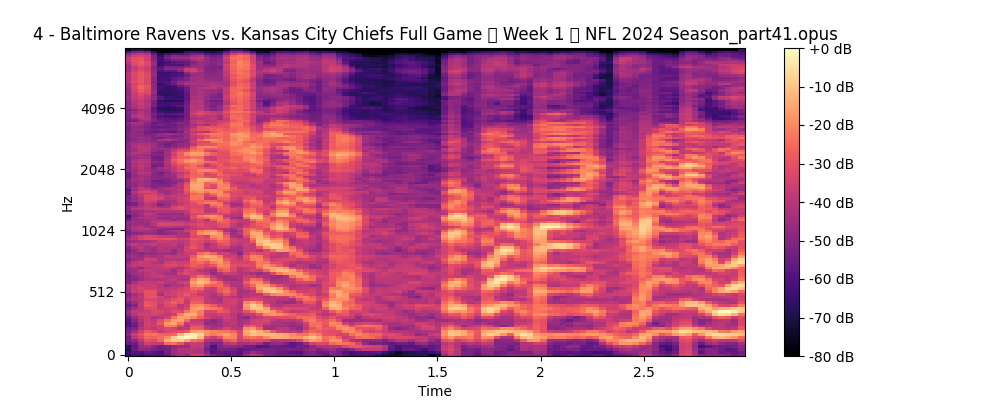 4 - Baltimore Ravens vs. Kansas City Chiefs Full Game ▯ Week 1 ▯ NFL 2024 Season_part41.opus
+0 dB
-10 dB
-20 dB
-30 dB
-40 dB
-50 dB
-60 dB
-70 dB
-80 dB
4096
2048
1024
512
0
Hz
0
0.5
1
1.5
2
2.5
Time